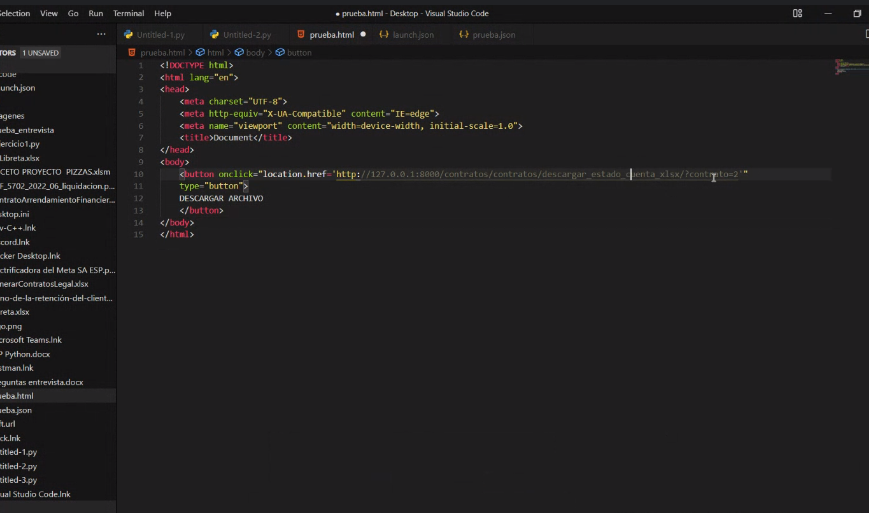 Selection View Go Run Terminal Help
● prueba.html - Desktop - Visual Studio Code
1 UNSAVED
Untitled-1.py
Untitled-2.py
prueba.html
launch.json
prueba.json
prueba.html > html > body > button
1 <!DOCTYPE html>
2 <html lang="en">
3 <head>
4 <meta charset="UTF-8">
5 <meta http-equiv="X-UA-Compatible" content="IE=edge">
6 <meta name="viewport" content="width=device-width, initial-scale=1.0">
7 <title>Document</title>
8 </head>
9 <body>
10 <button onclick="location.href='http://127.0.0.1:8000/contratos/contratos/descargar_estado_cuenta_xlsx/?contrato=2'"
11 type="button">
12 DESCARGAR ARCHIVO
13 </button>
14 </body>
15 </html>
TORS
code
unch.json
agenes
eba_entrevista
ercicio1.py
Libreta.xlsx
CETO PROYECTO PIZZAS.xlsm
F_5702_2022_06_liquidacion.p...
ntratoArrendamientoFinancier...
ktop.ini
v-C++.lnk
cord.lnk
cker Desktop.lnk
ctrificadora del Meta SA ESP.p...
nerarContratosLegal.xlsx
no-de-la-retención-del-client...
reta.xlsx
go.png
crosoft Teams.lnk
P Python.docx
stman.lnk
eguntas entrevista.docx
ueba.html
ueba.json
ft.url
ck.lnk
titled-1.py
titled-2.py
titled-3.py
ual Studio Code.lnk